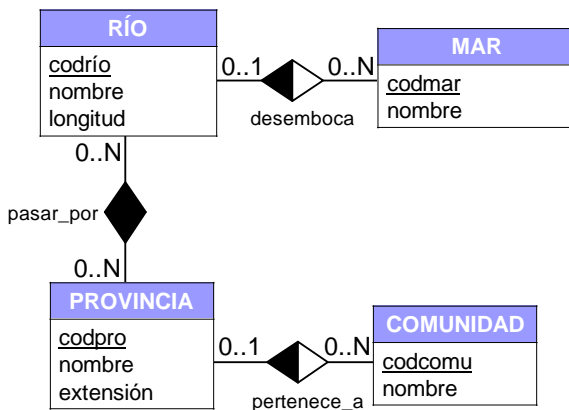 RÍO
codrío
nombre
longitud
0..1
0..N
desemboca
MAR
codmar
nombre
0..N
pasar_por
0..N
PROVINCIA
codpro
nombre
extensión
0..1
0..N
pertenece_a
COMUNIDAD
codcomu
nombre